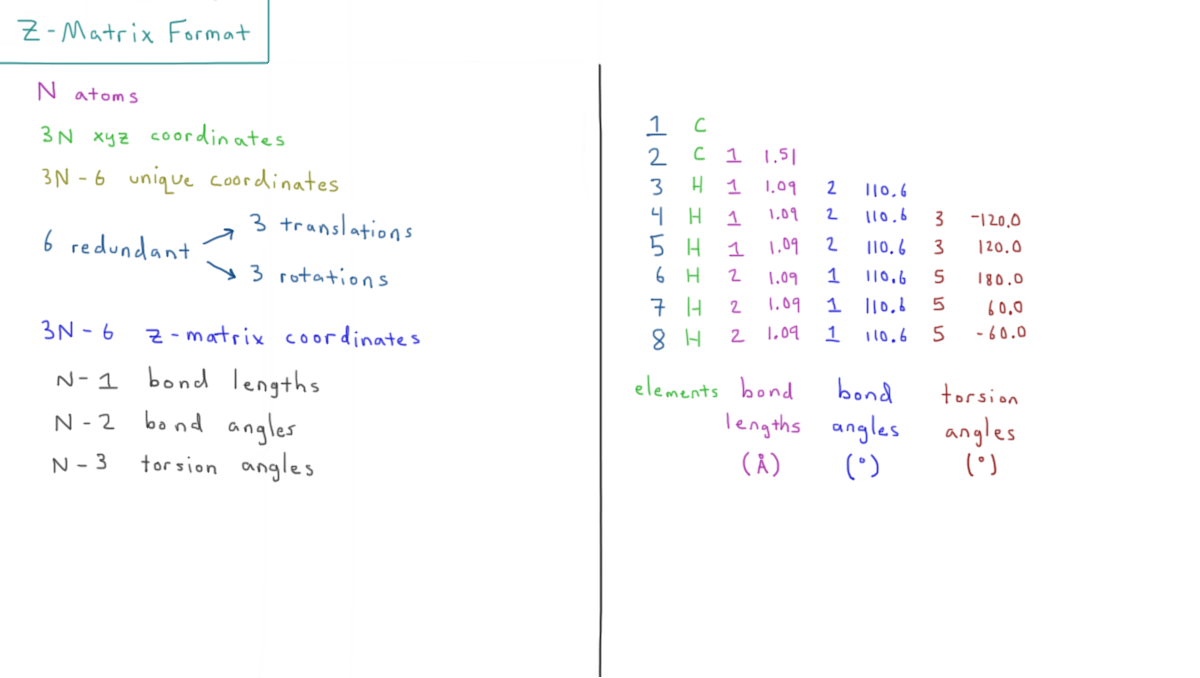 Z-Matrix Format
N atoms
3N xyz coordinates
3N-6 unique coordinates
6 redundant
3 translations
3 rotations
3N-6 z-matrix coordinates
N-1 bond lengths
N-2 bond angles
N-3 torsion angles
1 C
2 C 1 1.51
3 H 1 1.09 2 110.6
4 H 1 1.09 2 110.6 3 -120.0
5 H 1 1.09 2 110.6 3 120.0
6 H 2 1.09 1 110.6 5 180.0
7 H 2 1.09 1 110.6 5 60.0
8 H 2 1.09 1 110.6 5 -60.0
elements bond bond torsion
lengths angles angles
(Å) (°) (°)